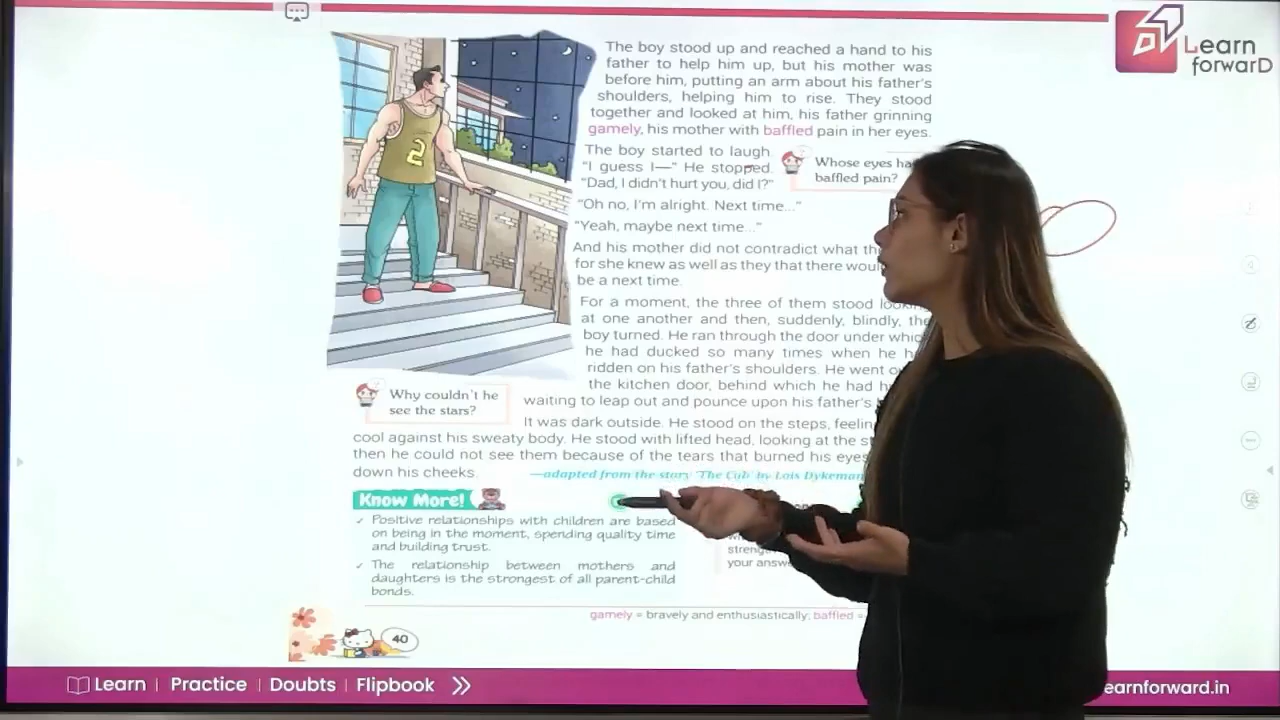 Learn
forwarD
The boy stood up and reached a hand to his
father to help him up, but his mother was
before him, putting an arm about his father's
shoulders, helping him to rise. They stood
together and looked at him, his father grinning
gamely, his mother with baffled pain in her eyes.
The boy started to laugh.
"I guess I—" He stopped.
"Dad, I didn't hurt you, did I?"
Whose eyes
baffled pain?
"Oh no, I'm alright. Next time..."
"Yeah, maybe next time..."
And his mother did not contradict what
for she knew as well as they that there
be a next time.
For a moment, the three of them stood
at one another and then, suddenly, blindly, the
boy turned. He ran through the door under
he had ducked so many times when he
ridden on his father's shoulders. He went
the kitchen door, behind which he had
waiting to leap out and pounce upon his father's
Why couldn't he
see the stars?
It was dark outside. He stood on the steps,
cool against his sweaty body. He stood with lifted head, looking at the
then he could not see them because of the tears that burned his eyes
down his cheeks.
—adapted from the story 'The Cub' by Lois Dykeman
Know More!
✓ Positive relationships with children are based
on being in the moment, spending quality time
and building trust.
✓ The relationship between mothers and
daughters is the strongest of all parent-child
bonds.
your
gamely = bravely and enthusiastically; baffled =
40
2
Learn | Practice | Doubts | Flipbook
earnforward.in